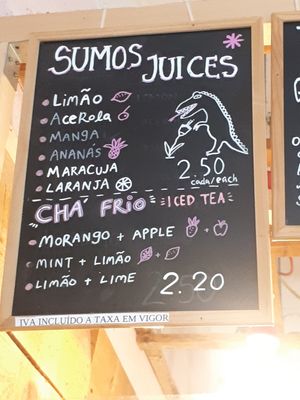 SUMOS JUICES
LIMÃO
ACEROLA
MANGA
ANANÁS
MARACUJA
LARANJA
2.50
cada/each
CHÁ FRIO ICED TEA
MORANGO + APPLE
MINT + LIMÃO
LIMÃO + LIME
2.20
IVA INCLUÍDO A TAXA EM VIGOR